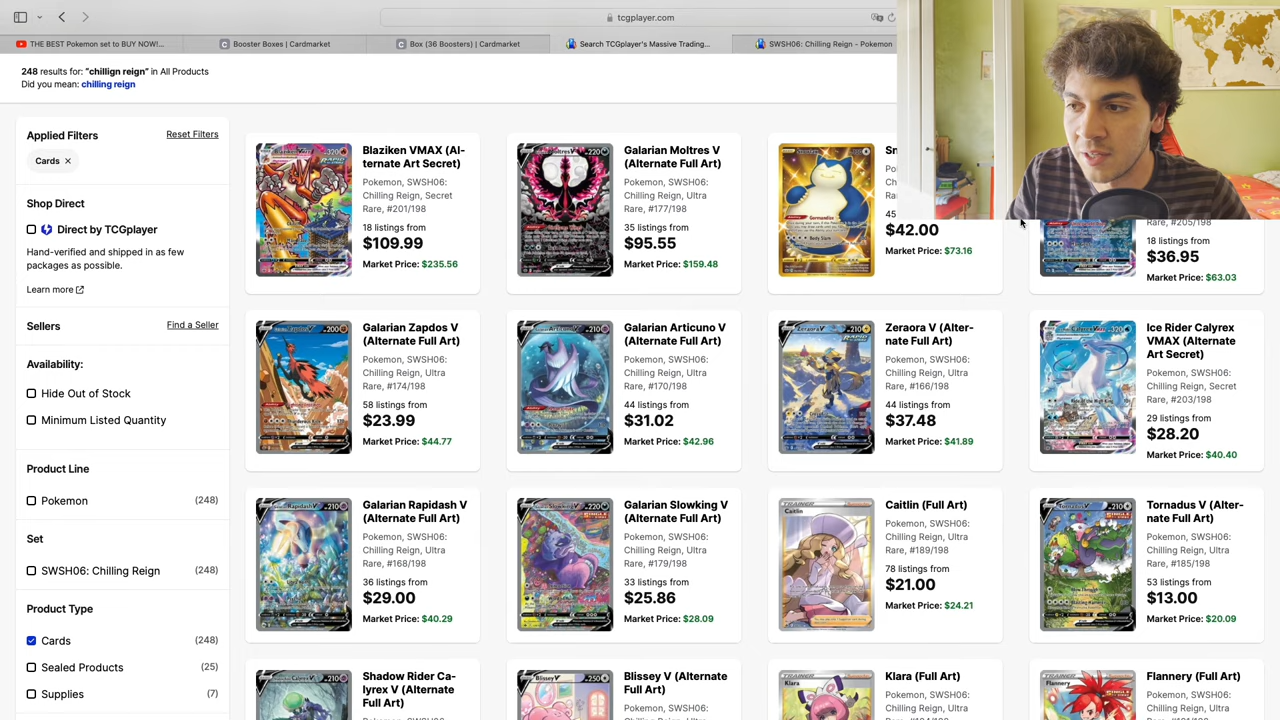 tcgplayer.com
THE BEST Pokemon set to BUY NOW!...
Booster Boxes | Cardmarket
Box (36 Boosters) | Cardmarket
Search TCGplayer's Massive Trading...
SWSH06: Chilling Reign - Pokemon
248 results for: "chillign reign" in All Products
Did you mean: chilling reign
Applied Filters
Reset Filters
Cards
Shop Direct
Direct by TCGplayer
Hand-verified and shipped in as few
packages as possible.
Learn more
Sellers
Find a Seller
Availability:
Hide Out of Stock
Minimum Listed Quantity
Product Line
Pokemon (248)
Set
SWSH06: Chilling Reign (248)
Product Type
Cards (248)
Sealed Products (25)
Supplies (7)
Blaziken VMAX (Al-
ternate Art Secret)
Pokemon, SWSH06:
Chilling Reign, Secret
Rare, #201/198
18 listings from
$109.99
Market Price: $235.56
Galarian Moltres V
(Alternate Full Art)
Pokemon, SWSH06:
Chilling Reign, Ultra
Rare, #177/198
35 listings from
$95.55
Market Price: $159.48
Sn
Po
Ch
Ra
45
$42.00
Market Price: $73.16
Rare, #205/198
18 listings from
$36.95
Market Price: $63.03
Galarian Zapdos V
(Alternate Full Art)
Pokemon, SWSH06:
Chilling Reign, Ultra
Rare, #174/198
58 listings from
$23.99
Market Price: $44.77
Galarian Articuno V
(Alternate Full Art)
Pokemon, SWSH06:
Chilling Reign, Ultra
Rare, #170/198
44 listings from
$31.02
Market Price: $42.96
Zeraora V (Alter-
nate Full Art)
Pokemon, SWSH06:
Chilling Reign, Ultra
Rare, #166/198
44 listings from
$37.48
Market Price: $41.89
Ice Rider Calyrex
VMAX (Alternate
Art Secret)
Pokemon, SWSH06:
Chilling Reign, Secret
Rare, #203/198
29 listings from
$28.20
Market Price: $40.40
Galarian Rapidash V
(Alternate Full Art)
Pokemon, SWSH06:
Chilling Reign, Ultra
Rare, #168/198
36 listings from
$29.00
Market Price: $40.29
Galarian Slowking V
(Alternate Full Art)
Pokemon, SWSH06:
Chilling Reign, Ultra
Rare, #179/198
33 listings from
$25.86
Market Price: $28.09
Caitlin (Full Art)
Pokemon, SWSH06:
Chilling Reign, Ultra
Rare, #189/198
78 listings from
$21.00
Market Price: $24.21
Tornadus V (Alter-
nate Full Art)
Pokemon, SWSH06:
Chilling Reign, Ultra
Rare, #185/198
53 listings from
$13.00
Market Price: $20.09
Shadow Rider Ca-
lyrex V (Alternate
Full Art)
Blissey V (Alternate
Full Art)
Pokemon, SWSH06:
Klara (Full Art)
Pokemon, SWSH06:
Flannery (Full Art)
Pokemon, SWSH06: